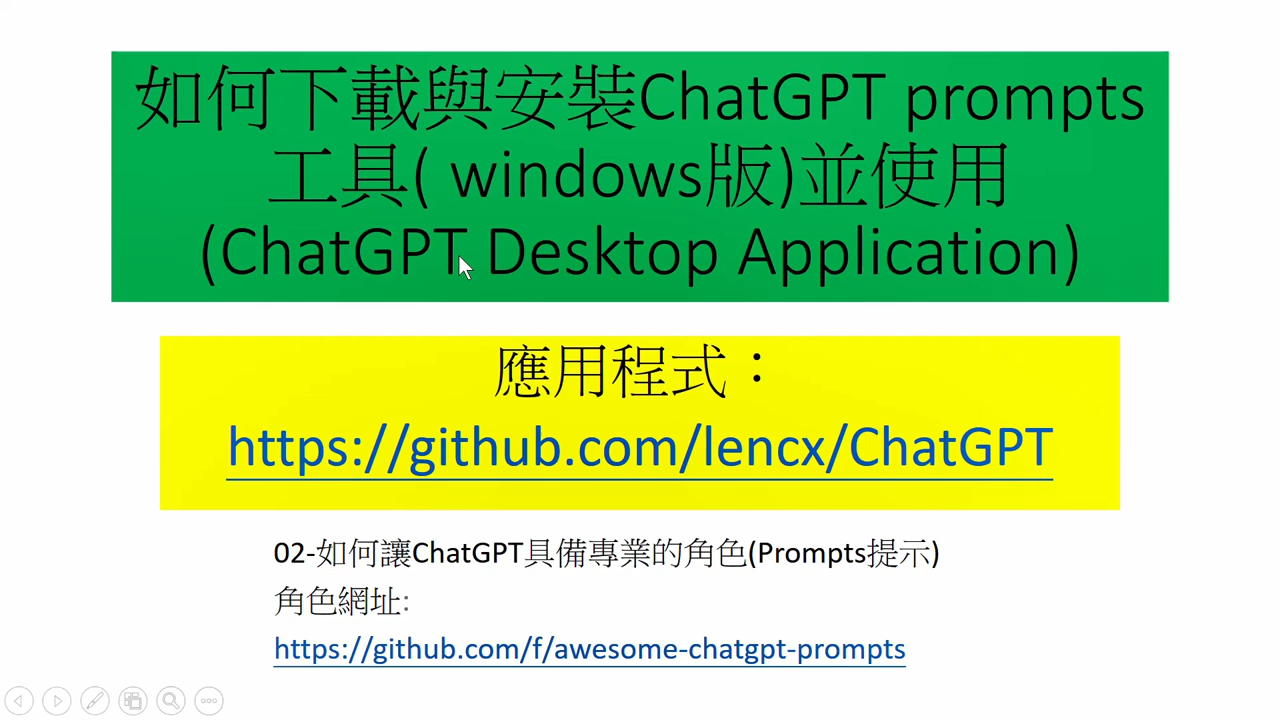 如何下載與安裝ChatGPT prompts
工具( windows版)並使用
(ChatGPT Desktop Application)
應用程式：
https://github.com/lencx/ChatGPT
02-如何讓ChatGPT具備專業的角色(Prompts提示)
角色網址:
https://github.com/f/awesome-chatgpt-prompts